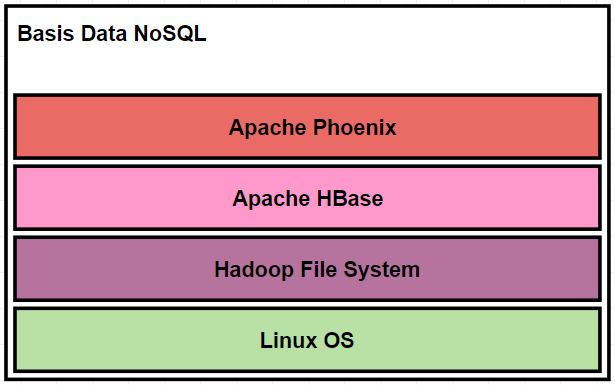 Basis Data NoSQL
Apache Phoenix
Apache HBase
Hadoop File System
Linux OS